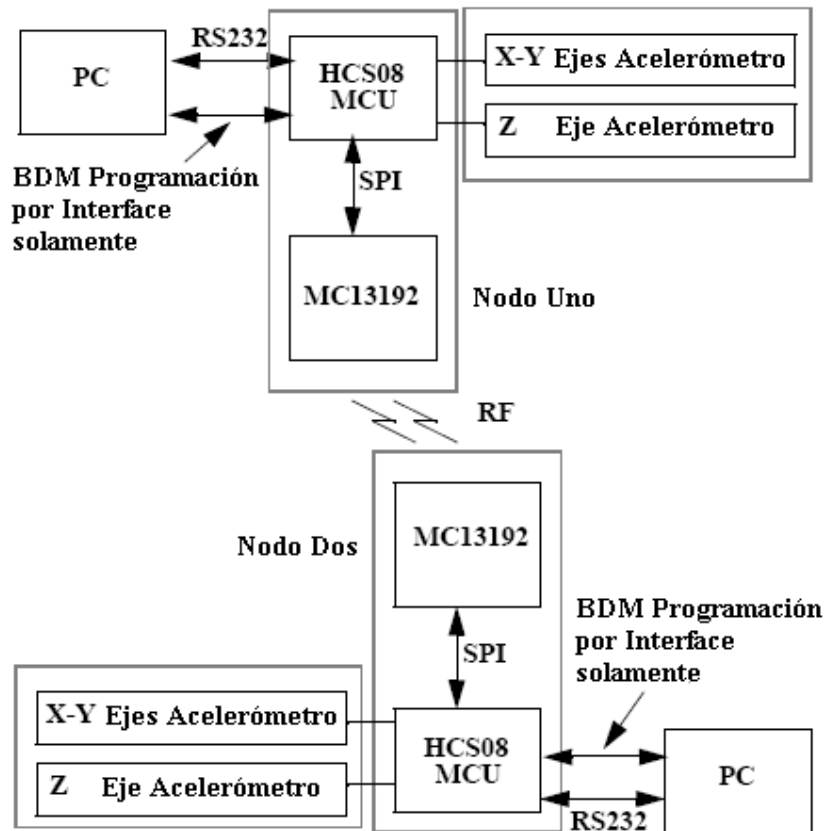 RS232
PC
HCS08
MCU
X-Y Ejes Acelerómetro
Z Eje Acelerómetro
BDM Programación
por Interface
solamente
SPI
MC13192
Nodo Uno
RF
Nodo Dos
MC13192
SPI
BDM Programación
por Interface
solamente
X-Y Ejes Acelerómetro
Z Eje Acelerómetro
HCS08
MCU
PC
RS232